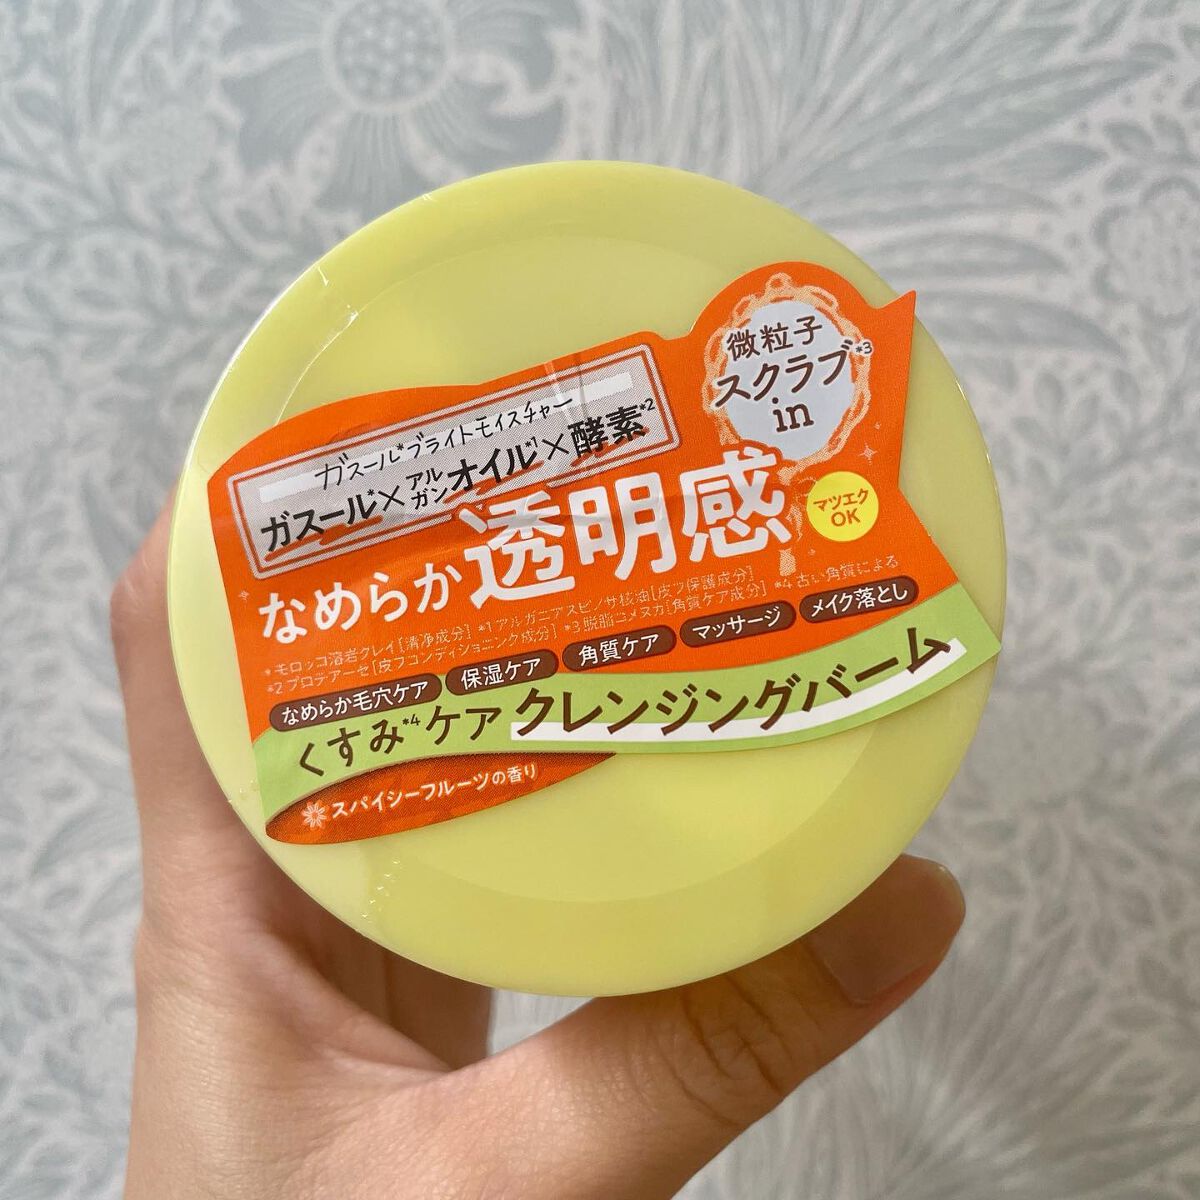 微粒子
スクラブ*3
in
ガスール*ブライトモイスチャー
ガスール*×アルガンオイル*1×酵素*2
なめらか透明感
マツエク
OK
*モロッコ溶岩クレイ[清浄成分] *1アルガニアスピノサ核油[皮フ保護成分]
*2プロテアーゼ[皮フコンディショニング成分] *3脱脂コメヌカ[角質ケア成分] *4古い角質による
なめらか毛穴ケア 保湿ケア 角質ケア マッサージ メイク落とし
くすみ*4ケアクレンジングバーム
スパイシーフルーツの香り